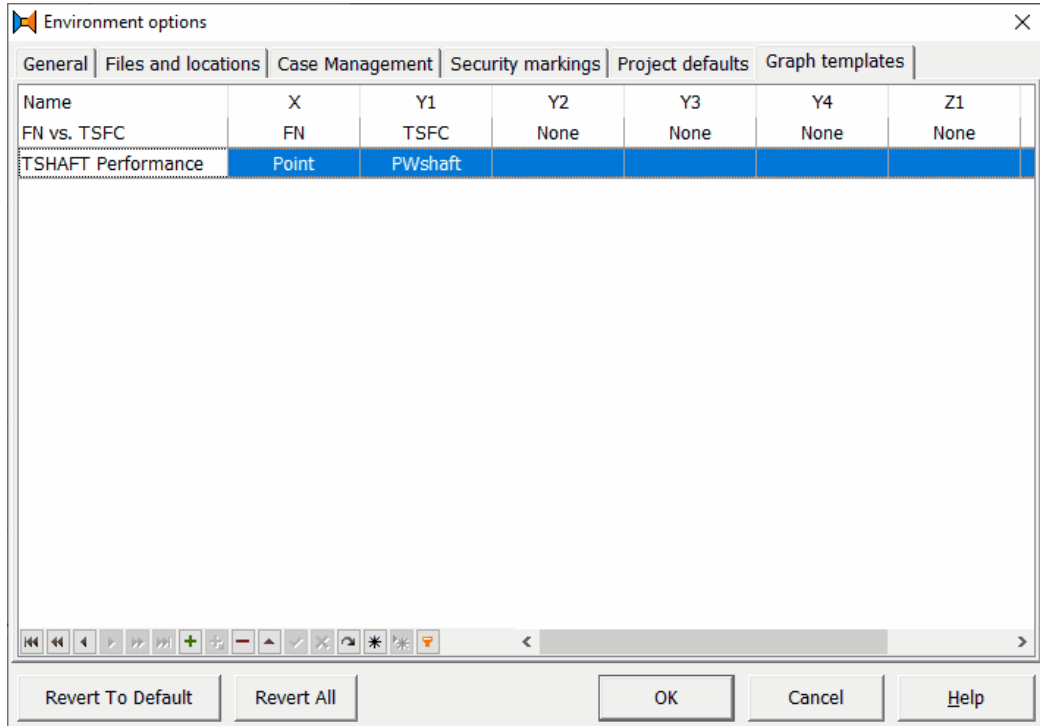 Environment options
General Files and locations Case Management Security markings Project defaults Graph templates
Name X Y1 Y2 Y3 Y4 Z1
FN vs. TSFC FN TSFC None None None None
TSHAFT Performance Point PWshaft
Revert To Default Revert All OK Cancel Help